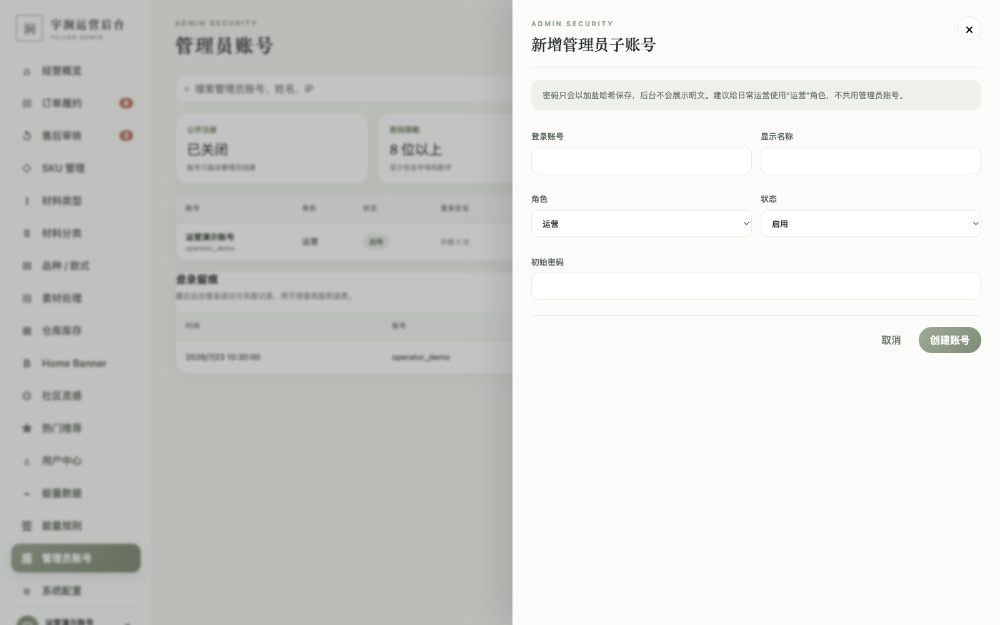 宇涧运营后台
YUJIAN ADMIN
经营概览
订单履约
售后审核
SKU 管理
材料类型
材料分类
品种 / 款式
素材处理
仓库库存
B Home Banner
社区灵感
热门推荐
用户中心
能量数据
能量规则
管理员账号
系统配置
运营演示账号
ADMIN SECURITY
管理员账号
搜索管理员账号、姓名、IP
公开注册
已关闭
账号只能由管理员创建
密码策略
8 位以上
至少包含字母和数字
账号 角色 状态 登录安全
运营演示账号 运营 启用 失败 0 次
operator_demo
登录留痕
最近后台登录成功与失败记录，用于排查风险和追责。
时间 账号
2026/7/23 10:30:00 operator_demo
ADMIN SECURITY
新增管理员子账号
密码只会以加盐哈希保存，后台不会展示明文。建议给日常运营使用“运营”角色，不共用管理员账号。
登录账号 显示名称
角色 状态
运营 启用
初始密码
取消 创建账号